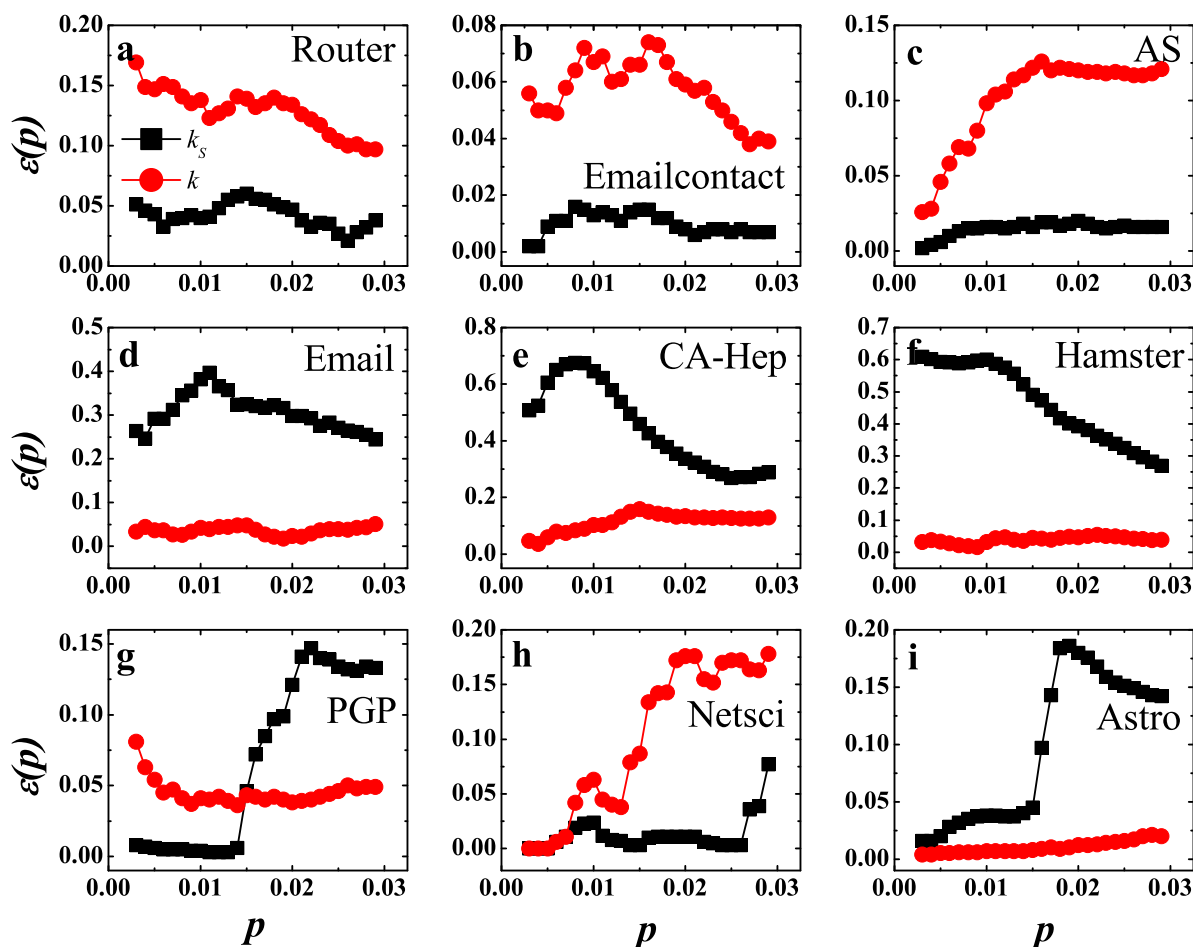 a Router
0.20
0.15
0.10
0.05
0.00
ε(p)
k_S
k
0.00 0.01 0.02 0.03
b
0.08
0.06
0.04
0.02
0.00
Emailcontact
0.00 0.01 0.02 0.03
c AS
0.15
0.10
0.05
0.00
0.00 0.01 0.02 0.03
d Email
0.4
0.3
0.2
0.1
0.0
ε(p)
0.00 0.01 0.02 0.03
e CA-Hep
0.8
0.6
0.4
0.2
0.0
0.00 0.01 0.02 0.03
f Hamster
0.7
0.6
0.5
0.4
0.3
0.2
0.1
0.0
0.00 0.01 0.02 0.03
g
0.15
0.10
0.05
0.00
PGP
ε(p)
0.00 0.01 0.02 0.03
p
h
0.20
0.15
0.10
0.05
0.00
Netsci
0.00 0.01 0.02 0.03
p
i
0.20
0.15
0.10
0.05
0.00
Astro
0.00 0.01 0.02 0.03
p